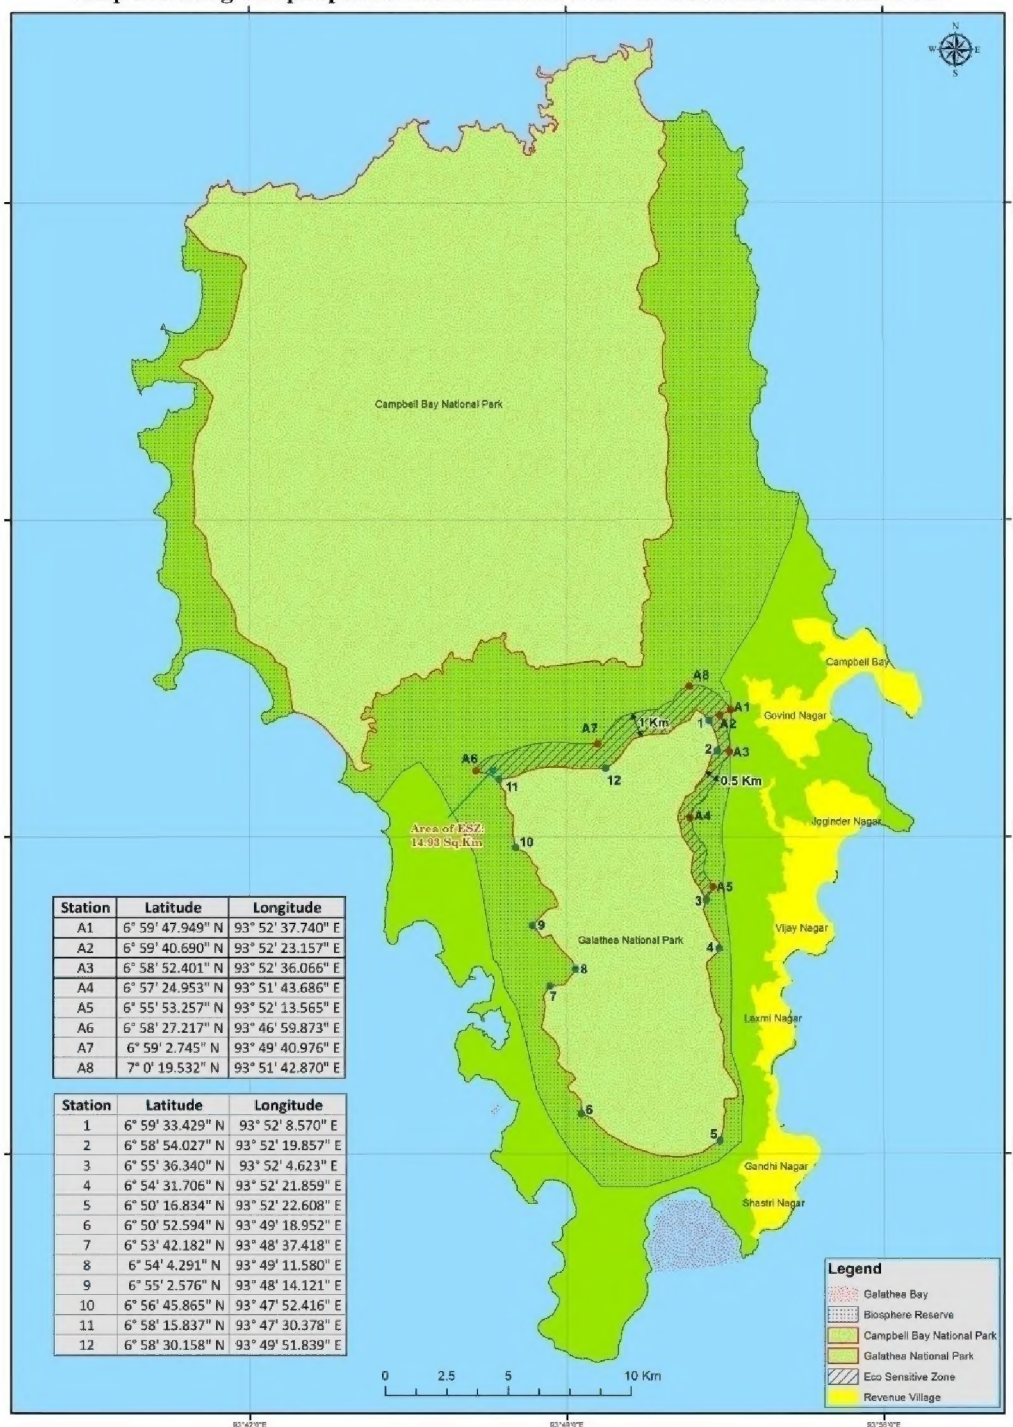 N
W E
S
Campbell Bay National Park
Campbell Bay
A8
A1
Govind Nagar
1 Km
1
A2
A7
2
A3
A6
12
0.5 Km
11
A4
Joginder Nagar
Area of ESZ:
14.93 Sq.Km
10
A5
3
9
Galathea National Park
Vijay Nagar
4
8
7
Laxmi Nagar
6
5
Gandhi Nagar
Shastri Nagar
Station Latitude Longitude
A1 6° 59' 47.949" N 93° 52' 37.740" E
A2 6° 59' 40.690" N 93° 52' 23.157" E
A3 6° 58' 52.401" N 93° 52' 36.066" E
A4 6° 57' 24.953" N 93° 51' 43.686" E
A5 6° 55' 53.257" N 93° 52' 13.565" E
A6 6° 58' 27.217" N 93° 46' 59.873" E
A7 6° 59' 2.745" N 93° 49' 40.976" E
A8 7° 0' 19.532" N 93° 51' 42.870" E
Station Latitude Longitude
1 6° 59' 33.429" N 93° 52' 8.570" E
2 6° 58' 54.027" N 93° 52' 19.857" E
3 6° 55' 36.340" N 93° 52' 4.623" E
4 6° 54' 31.706" N 93° 52' 21.859" E
5 6° 50' 16.834" N 93° 52' 22.608" E
6 6° 50' 52.594" N 93° 49' 18.952" E
7 6° 53' 42.182" N 93° 48' 37.418" E
8 6° 54' 4.291" N 93° 49' 11.580" E
9 6° 55' 2.576" N 93° 48' 14.121" E
10 6° 56' 45.865" N 93° 47' 52.416" E
11 6° 58' 15.837" N 93° 47' 30.378" E
12 6° 58' 30.158" N 93° 49' 51.839" E
Legend
Galathea Bay
Biosphere Reserve
Campbell Bay National Park
Galathea National Park
Eco Sensitive Zone
Revenue Village
0 2.5 5 10 Km